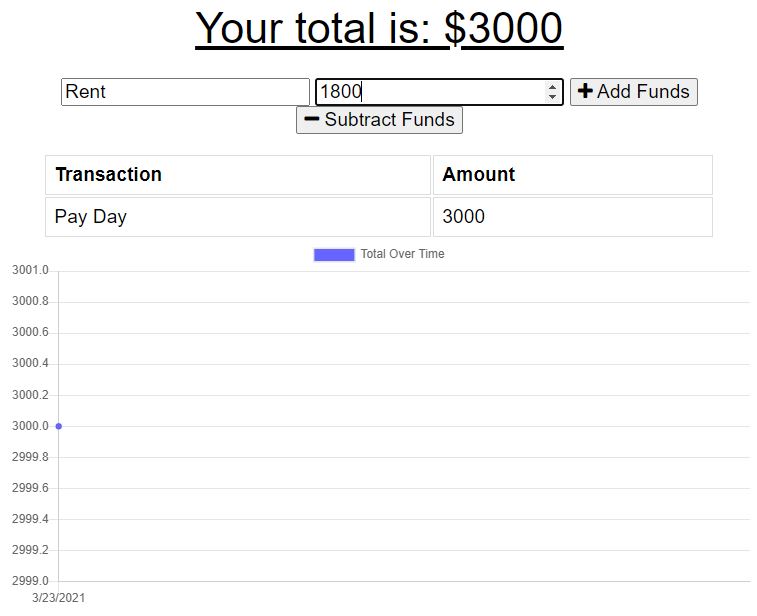 Your total is: $3000
Rent 1800 Add Funds
Subtract Funds
Transaction Amount
Pay Day 3000
Total Over Time
3001.0
3000.8
3000.6
3000.4
3000.2
3000.0
2999.8
2999.6
2999.4
2999.2
2999.0
3/23/2021